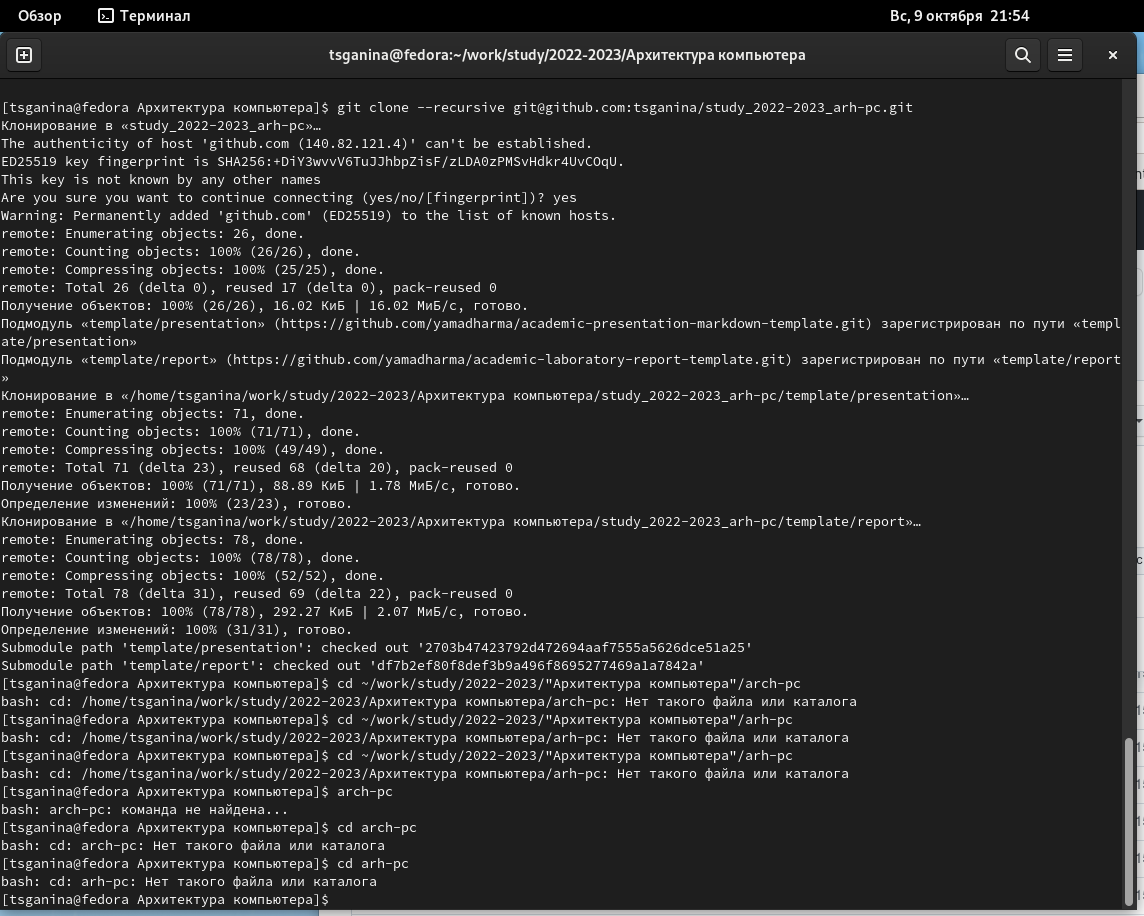 Обзор
Терминал
Вс, 9 октября 21:54
tsganina@fedora:~/work/study/2022-2023/Архитектура компьютера
[tsganina@fedora Архитектура компьютера]$ git clone --recursive git@github.com:tsganina/study_2022-2023_arh-pc.git
Клонирование в «study_2022-2023_arh-pc»…
The authenticity of host 'github.com (140.82.121.4)' can't be established.
ED25519 key fingerprint is SHA256:+DiY3wvvV6TuJJhbpZisF/zLDA0zPMSvHdkr4UvCOqU.
This key is not known by any other names
Are you sure you want to continue connecting (yes/no/[fingerprint])? yes
Warning: Permanently added 'github.com' (ED25519) to the list of known hosts.
remote: Enumerating objects: 26, done.
remote: Counting objects: 100% (26/26), done.
remote: Compressing objects: 100% (25/25), done.
remote: Total 26 (delta 0), reused 17 (delta 0), pack-reused 0
Получение объектов: 100% (26/26), 16.02 КиБ | 16.02 МиБ/с, готово.
Подмодуль «template/presentation» (https://github.com/yamadharma/academic-presentation-markdown-template.git) зарегистрирован по пути «templ
ate/presentation»
Подмодуль «template/report» (https://github.com/yamadharma/academic-laboratory-report-template.git) зарегистрирован по пути «template/report
»
Клонирование в «/home/tsganina/work/study/2022-2023/Архитектура компьютера/study_2022-2023_arh-pc/template/presentation»…
remote: Enumerating objects: 71, done.
remote: Counting objects: 100% (71/71), done.
remote: Compressing objects: 100% (49/49), done.
remote: Total 71 (delta 23), reused 68 (delta 20), pack-reused 0
Получение объектов: 100% (71/71), 88.89 КиБ | 1.78 МиБ/с, готово.
Определение изменений: 100% (23/23), готово.
Клонирование в «/home/tsganina/work/study/2022-2023/Архитектура компьютера/study_2022-2023_arh-pc/template/report»…
remote: Enumerating objects: 78, done.
remote: Counting objects: 100% (78/78), done.
remote: Compressing objects: 100% (52/52), done.
remote: Total 78 (delta 31), reused 69 (delta 22), pack-reused 0
Получение объектов: 100% (78/78), 292.27 КиБ | 2.07 МиБ/с, готово.
Определение изменений: 100% (31/31), готово.
Submodule path 'template/presentation': checked out '2703b47423792d472694aaf7555a5626dce51a25'
Submodule path 'template/report': checked out 'df7b2ef80f8def3b9a496f8695277469a1a7842a'
[tsganina@fedora Архитектура компьютера]$ cd ~/work/study/2022-2023/"Архитектура компьютера"/arch-pc
bash: cd: /home/tsganina/work/study/2022-2023/Архитектура компьютера/arch-pc: Нет такого файла или каталога
[tsganina@fedora Архитектура компьютера]$ cd ~/work/study/2022-2023/"Архитектура компьютера"/arh-pc
bash: cd: /home/tsganina/work/study/2022-2023/Архитектура компьютера/arh-pc: Нет такого файла или каталога
[tsganina@fedora Архитектура компьютера]$ cd ~/work/study/2022-2023/"Архитектура компьютера"/arh-pc
bash: cd: /home/tsganina/work/study/2022-2023/Архитектура компьютера/arh-pc: Нет такого файла или каталога
[tsganina@fedora Архитектура компьютера]$ arch-pc
bash: arch-pc: команда не найдена...
[tsganina@fedora Архитектура компьютера]$ cd arch-pc
bash: cd: arch-pc: Нет такого файла или каталога
[tsganina@fedora Архитектура компьютера]$ cd arh-pc
bash: cd: arh-pc: Нет такого файла или каталога
[tsganina@fedora Архитектура компьютера]$